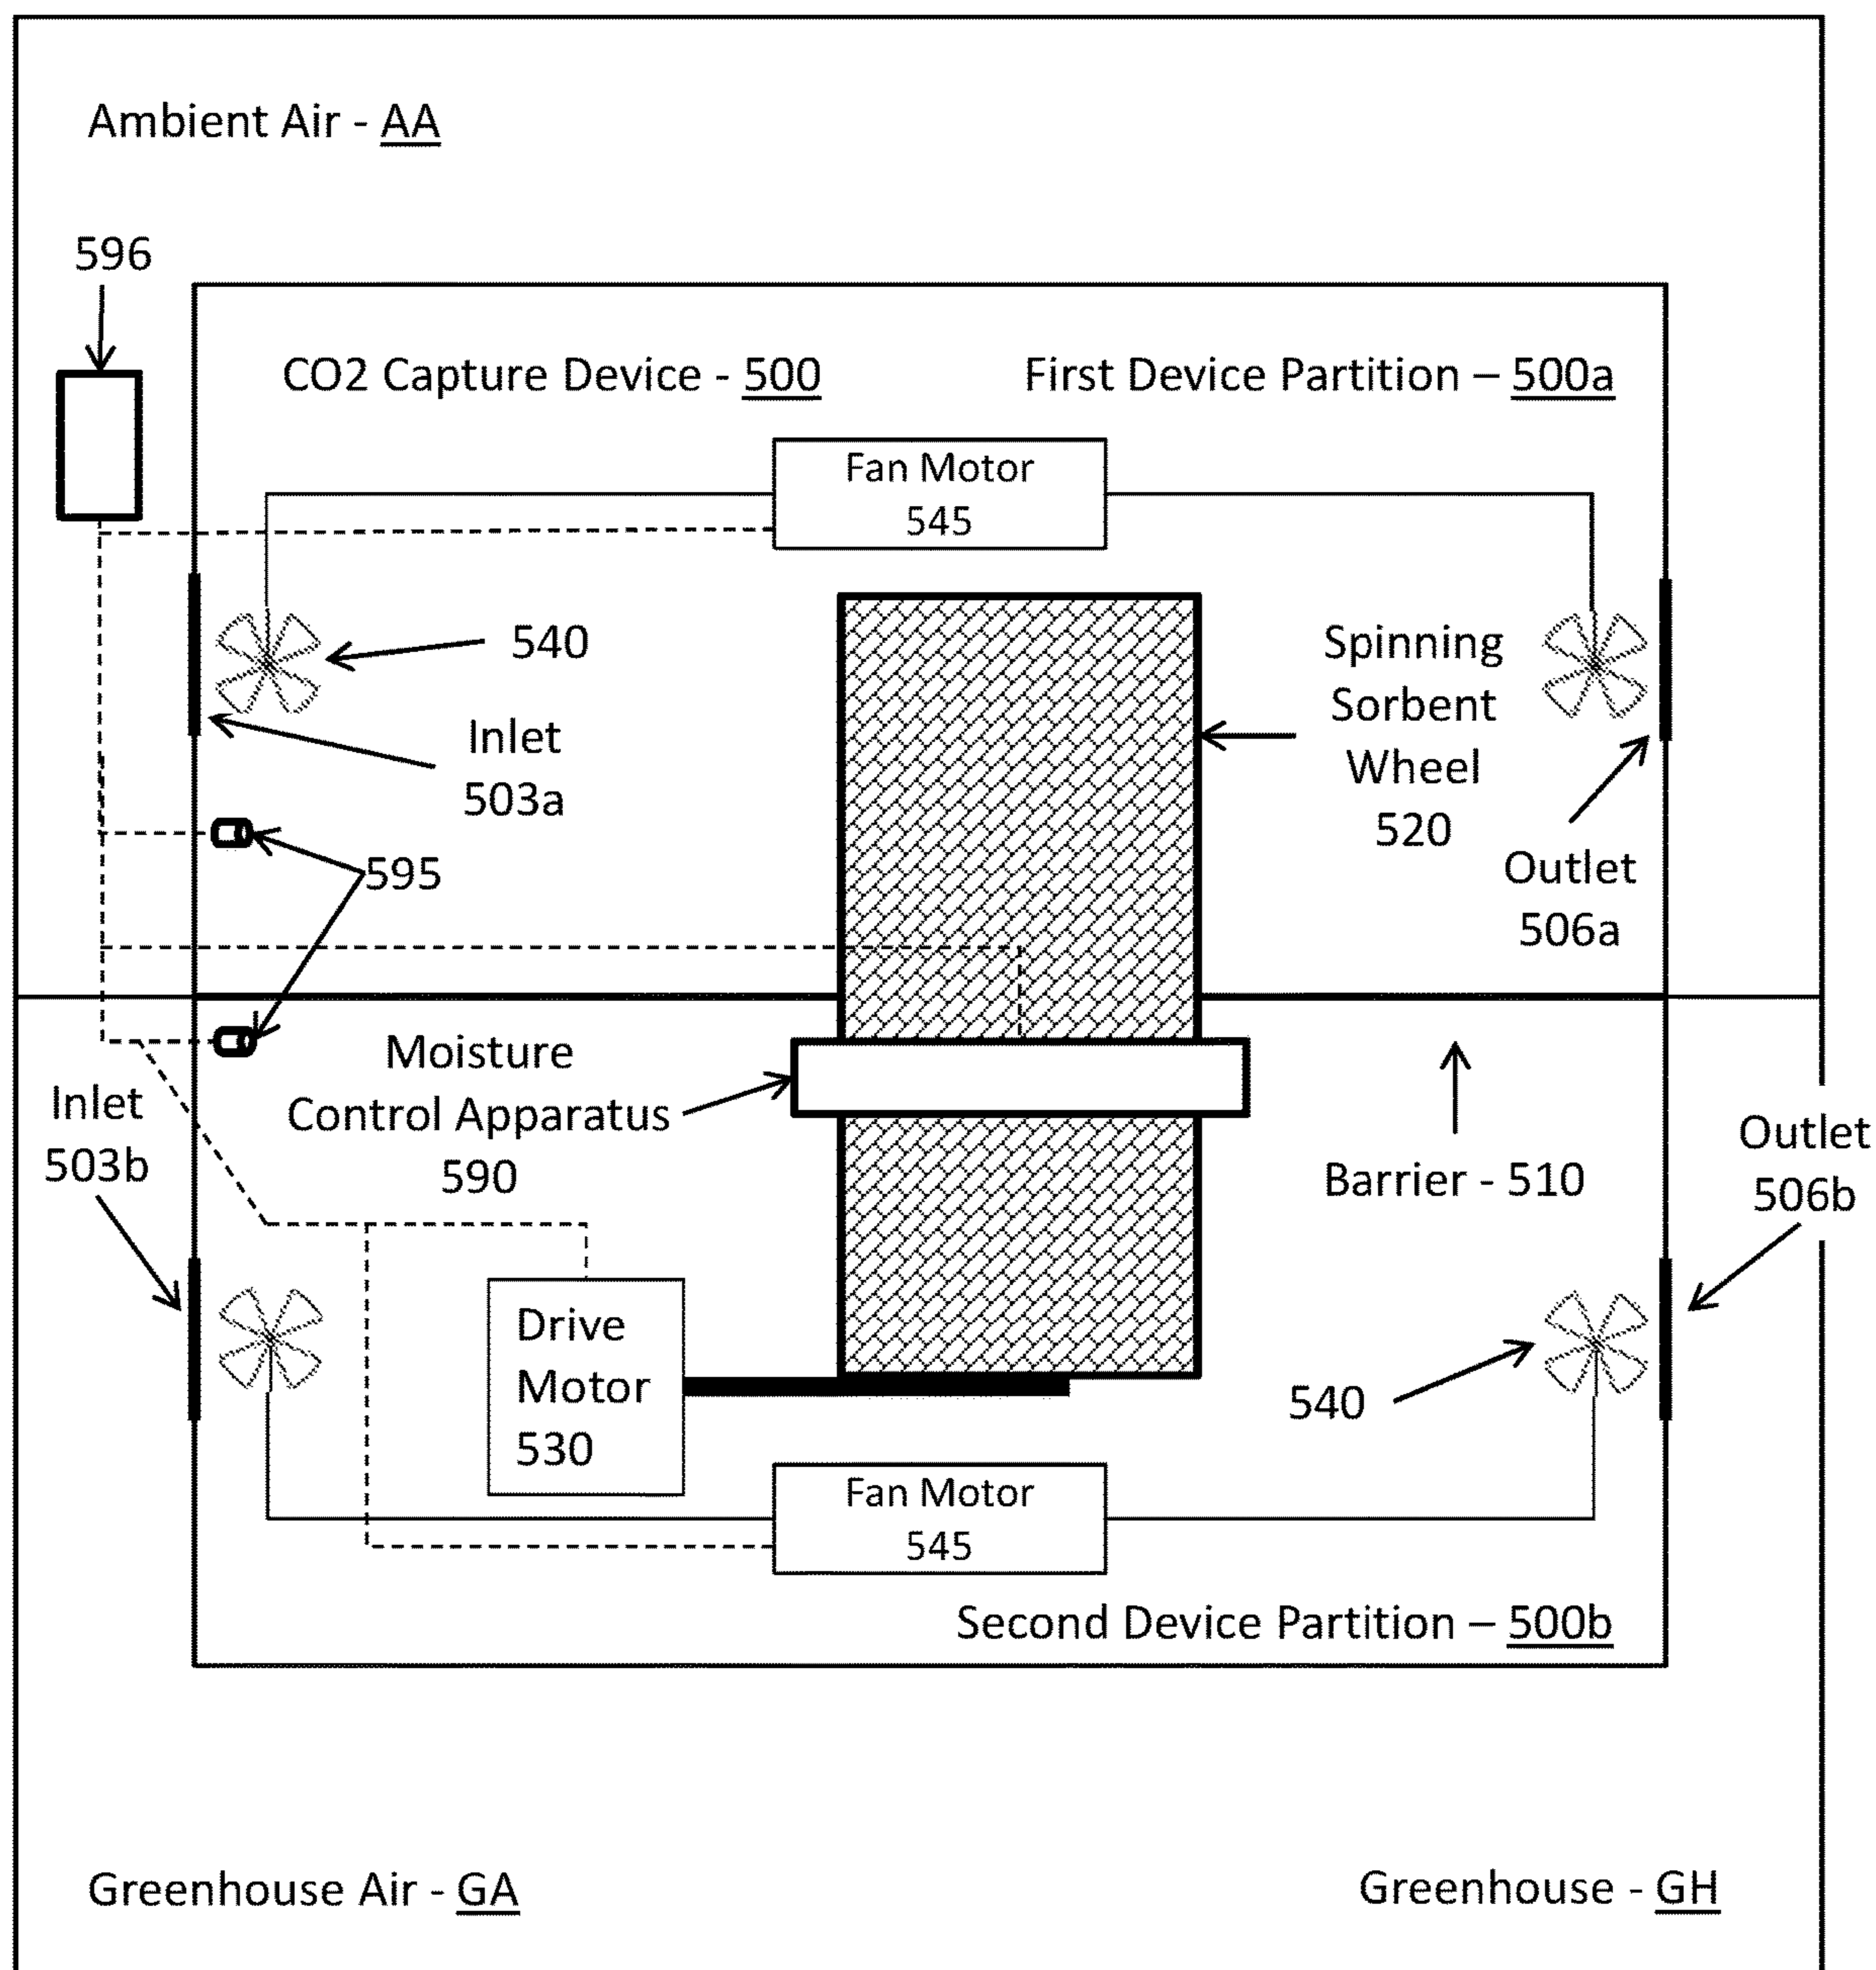 Ambient Air - AA
596
CO2 Capture Device - 500
First Device Partition – 500a
Fan Motor
545
540
Inlet
503a
Spinning
Sorbent
Wheel
520
Outlet
506a
595
Moisture
Control Apparatus
590
Inlet
503b
Barrier - 510
Outlet
506b
Drive
Motor
530
540
Fan Motor
545
Second Device Partition – 500b
Greenhouse Air - GA
Greenhouse - GH